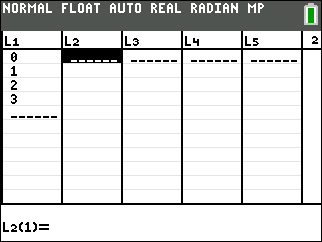 NORMAL FLOAT AUTO REAL RADIAN MP
L1 L2 L3 L4 L5 2
0 ------ ------ ------ ------
1
2
3
------
L2(1)=